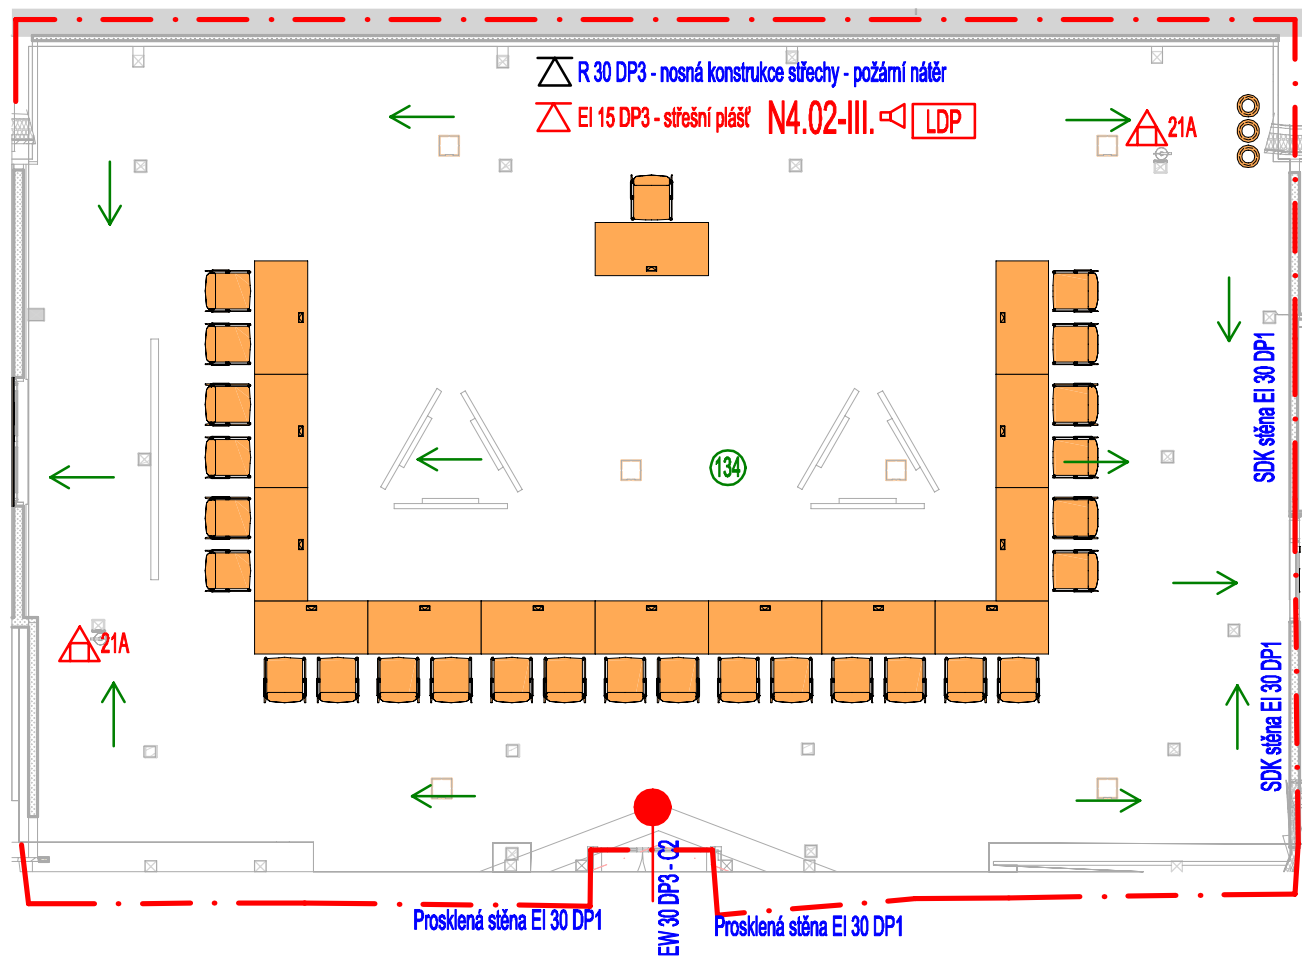 R 30 DP3 - nosná konstrukce střechy - požární nátěr
EI 15 DP3 - střešní plášť
N4.02-III.
LDP
21A
SDK stěna EI 30 DP1
134
21A
SDK stěna EI 30 DP1
EW 30 DP3 - C2
Prosklená stěna EI 30 DP1
Prosklená stěna EI 30 DP1